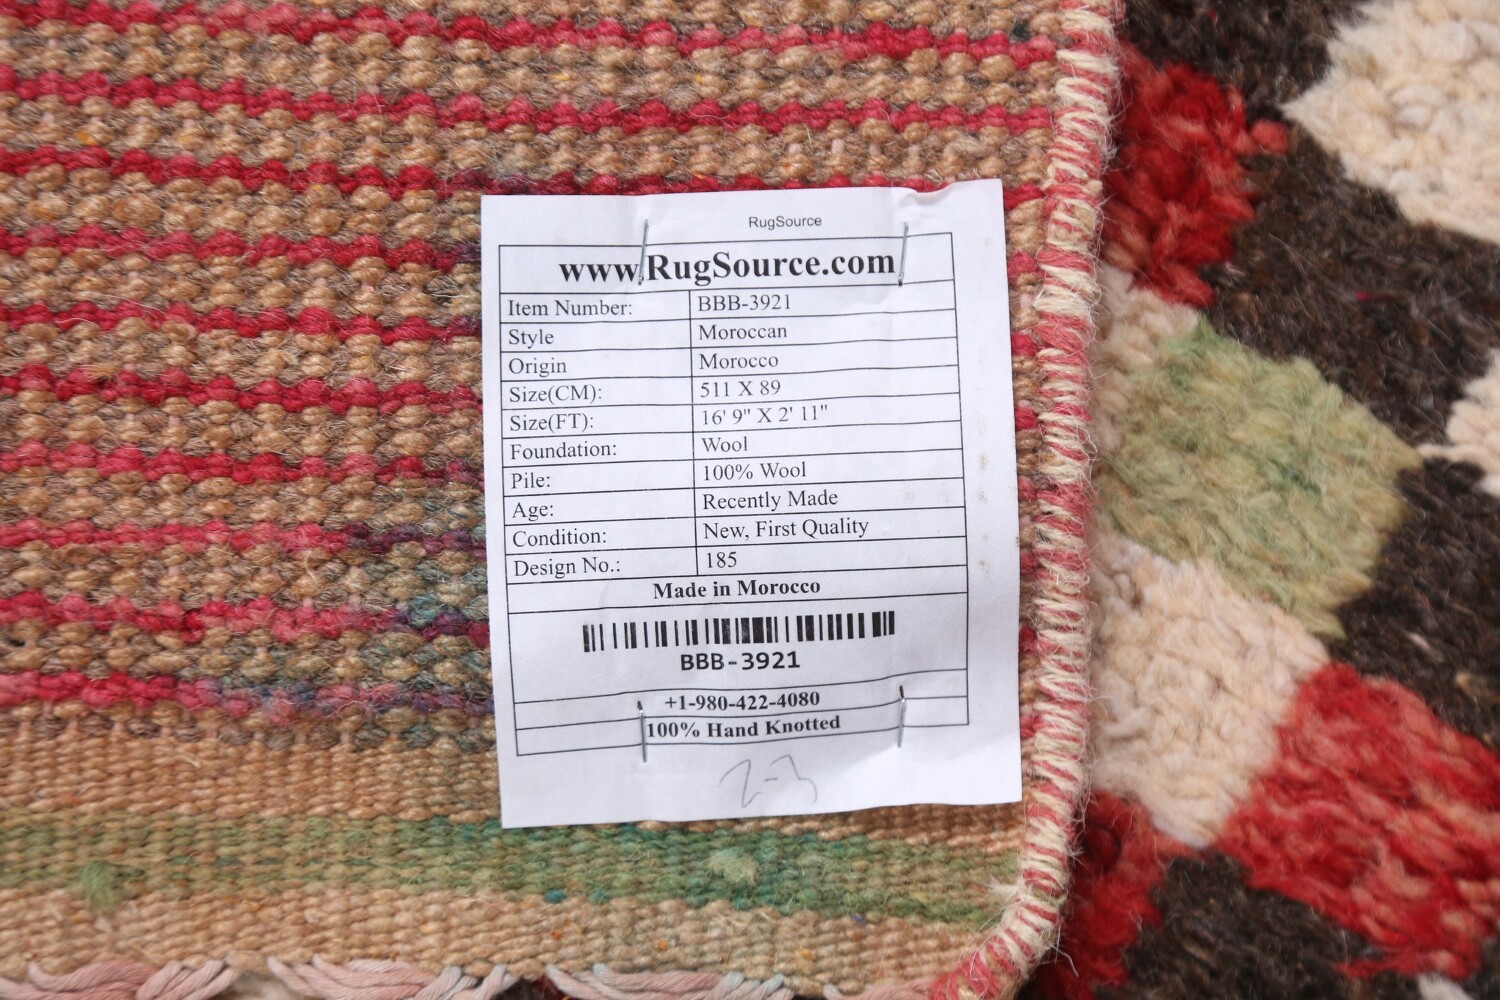 RugSource
www.RugSource.com
Item Number: BBB-3921
Style Moroccan
Origin Morocco
Size(CM): 511 X 89
Size(FT): 16' 9" X 2' 11"
Foundation: Wool
Pile: 100% Wool
Age: Recently Made
Condition: New, First Quality
Design No.: 185
Made in Morocco
BBB-3921
+1-980-422-4080
100% Hand Knotted
2-3